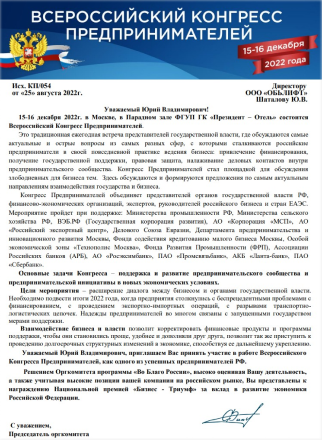 ВСЕРОССИЙСКИЙ КОНГРЕСС
ПРЕДПРИНИМАТЕЛЕЙ
15-16 декабря
2022 года
Исх. КП/054
от «25» августа 2022г.
Директору
ООО «ОБЬЛИФТ»
Шаталову Ю.В.
Уважаемый Юрий Владимирович!
15-16 декабря 2022г. в Москве, в Парадном зале ФГУП ГК «Президент – Отель» состоится
Всероссийский Конгресс Предпринимателей.
Это традиционная ежегодная встреча представителей государственной власти, где обсуждаются самые
актуальные и острые вопросы из самых разных сфер, с которыми сталкиваются российские
предприниматели в своей повседневной практике ведения бизнеса: привлечение финансирования,
получение государственной поддержки, правовая защита, налаживание деловых контактов внутри
предпринимательского сообщества. Конгресс Предпринимателей стал площадкой для обсуждения
злободневных для бизнеса тем. Здесь обсуждаются и формируются предложения по самым актуальным
направлениям взаимодействия государства и бизнеса.
Конгресс Предпринимателей объединит представителей органов государственной власти РФ,
финансово-экономических организаций, экспертов, руководителей российского бизнеса и стран ЕАЭС.
Мероприятие пройдет при поддержке: Министерства промышленности РФ, Министерства сельского
хозяйства РФ, ВЭБ.РФ (Государственная корпорация развития), АО «Корпорация «МСП», АО
«Российский экспортный центр», Делового Союза Евразии, Департамента предпринимательства и
инновационного развития Москвы, Фонда содействия кредитованию малого бизнеса Москвы, Особой
экономической зоны «Технополис Москва», Фонда Развития Промышленности (ФРП), Ассоциации
Российских банков (АРБ), АО «Росэксимбанк», ПАО «Промсвязьбанк», АКБ «Ланта-банк», ПАО
«Сбербанк».
Основные задачи Конгресса – поддержка и развитие предпринимательского сообщества и
предпринимательской инициативы в новых экономических условиях.
Цели мероприятия – расширение диалога между бизнесом и органами государственной власти.
Необходимо подвести итоги 2022 года, когда предприятия столкнулись с беспрецедентными проблемами с
финансированием, с проведением экспортно-импортных операций, с разрывами транспортно-
логистических цепочек. Надежды предпринимателей во многом связаны с запущенными государством
мерами поддержки.
Взаимодействие бизнеса и власти позволит корректировать финансовые продукты и программы
поддержки, чтобы они становились проще, удобнее и дополняли друг друга, позволит так же приступить к
проведению долгосрочных структурных изменений в экономике, способствуя ее дальнейшему укреплению.
Уважаемый Юрий Владимирович, приглашаем Вас принять участие в работе Всероссийского
Конгресса Предпринимателей, как одного из успешных предпринимателей РФ.
Решением Оргкомитета программы «Во Благо России», высоко оценивая Вашу деятельность,
а также учитывая высокие позиции вашей компании на российском рынке, Вы представлены к
награждению Национальной премией «Бизнес - Триумф» за вклад в развитие экономики
Российской Федерации.
С уважением,
Председатель оргкомитета